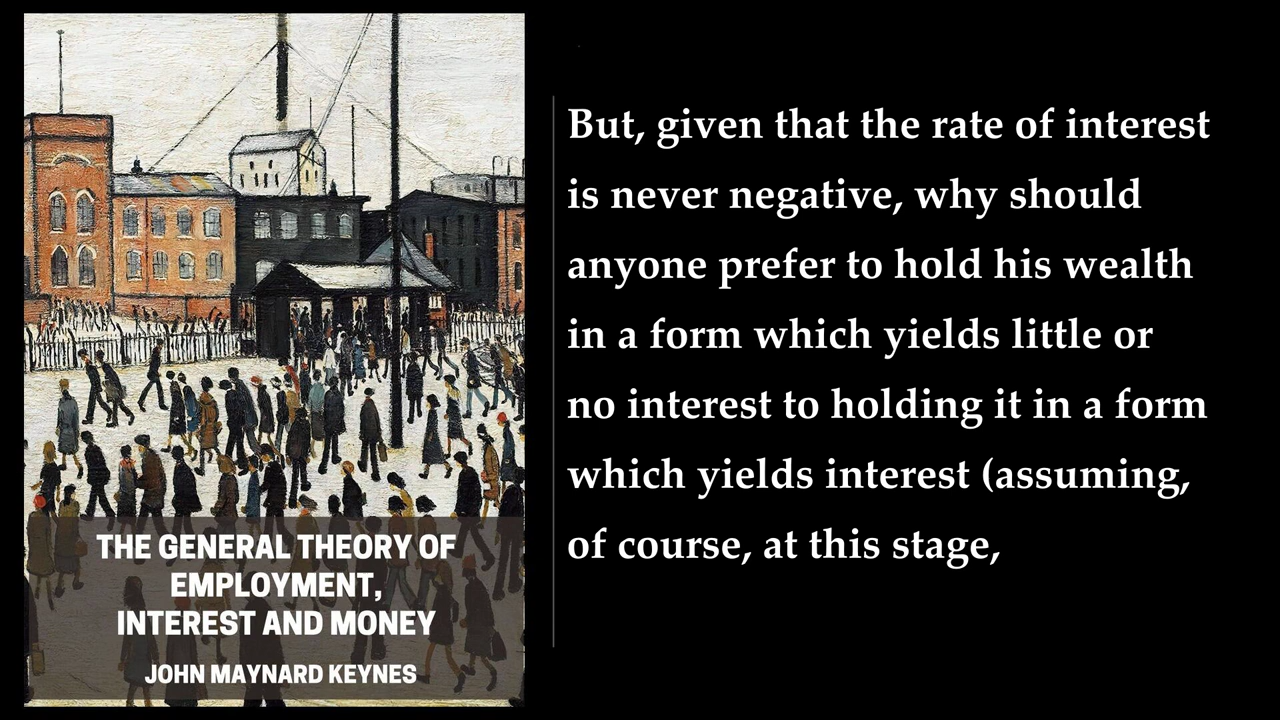 THE GENERAL THEORY OF
EMPLOYMENT,
INTEREST AND MONEY
JOHN MAYNARD KEYNES
But, given that the rate of interest
is never negative, why should
anyone prefer to hold his wealth
in a form which yields little or
no interest to holding it in a form
which yields interest (assuming,
of course, at this stage,